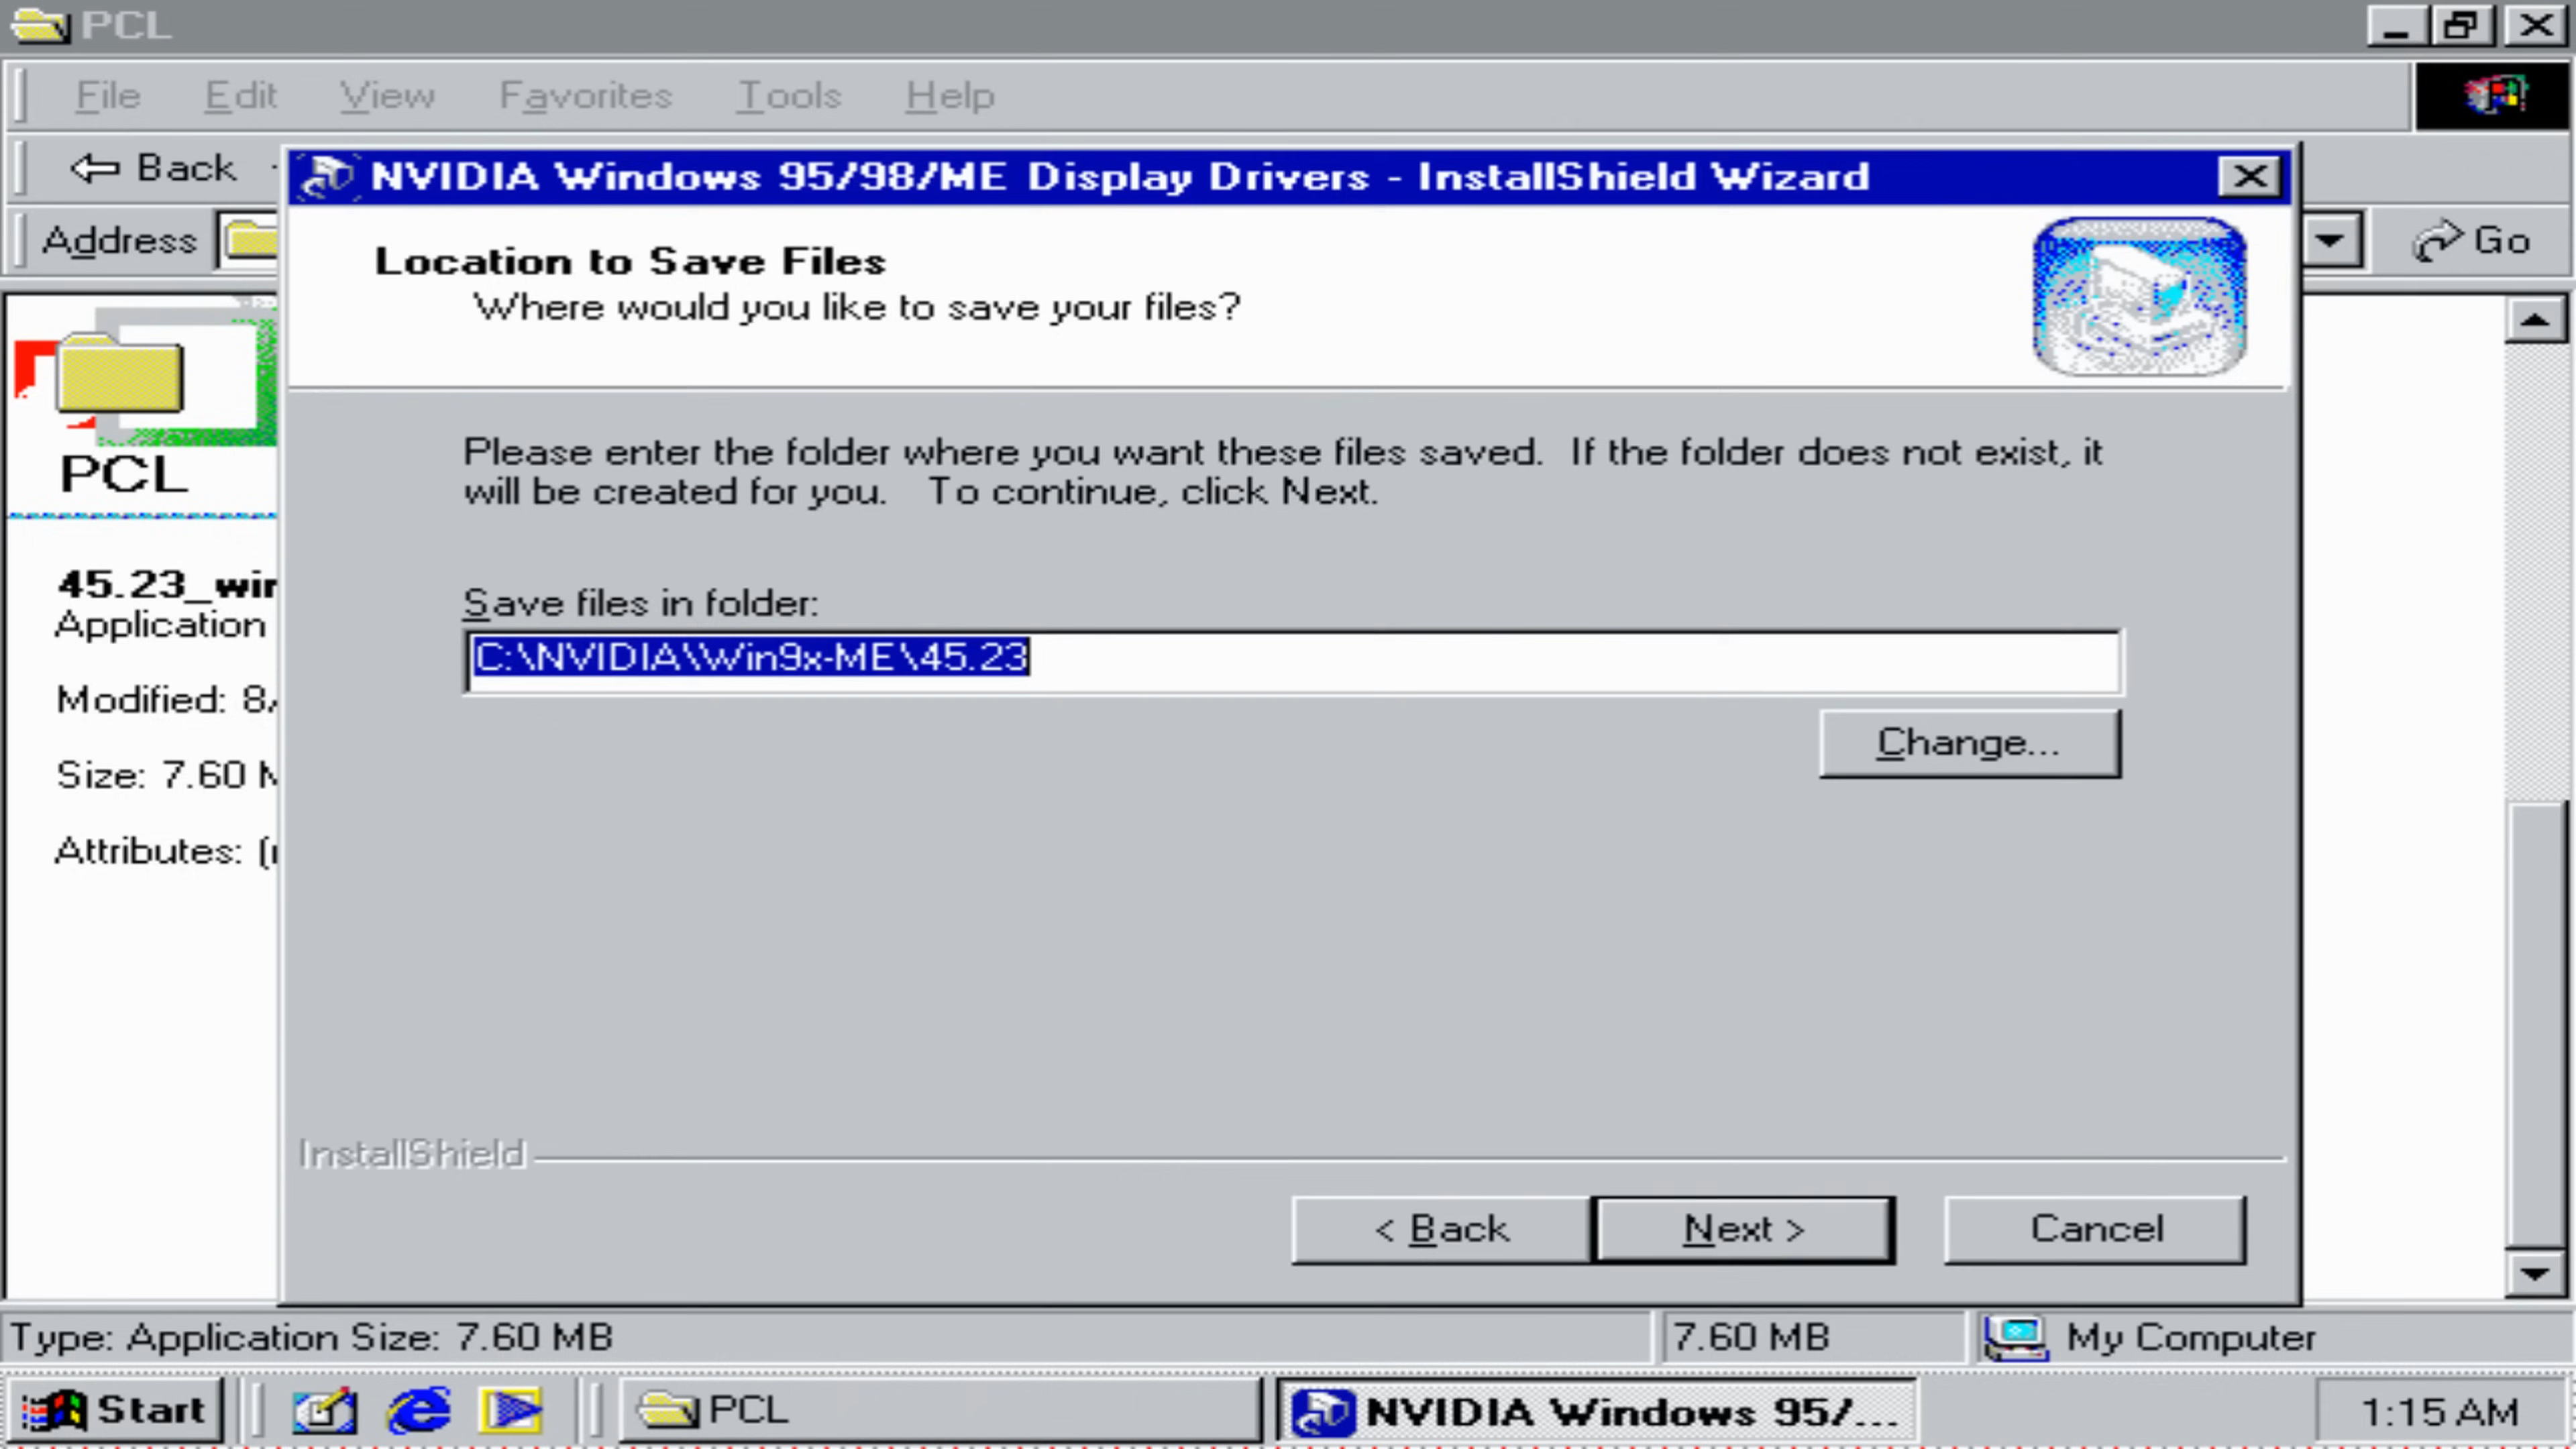 PCL
File Edit View Favorites Tools Help
Back
NVIDIA Windows 95/98/ME Display Drivers - InstallShield Wizard
Address
Go
Location to Save Files
Where would you like to save your files?
PCL
Please enter the folder where you want these files saved. If the folder does not exist, it
will be created for you. To continue, click Next.
45.23_win
Application
Save files in folder:
C:\NVIDIA\Win9x-ME\45.23
Modified: 8/
Change...
Size: 7.60 M
Attributes: (
InstallShield
< Back Next > Cancel
Type: Application Size: 7.60 MB 7.60 MB My Computer
Start PCL NVIDIA Windows 95/... 1:15 AM